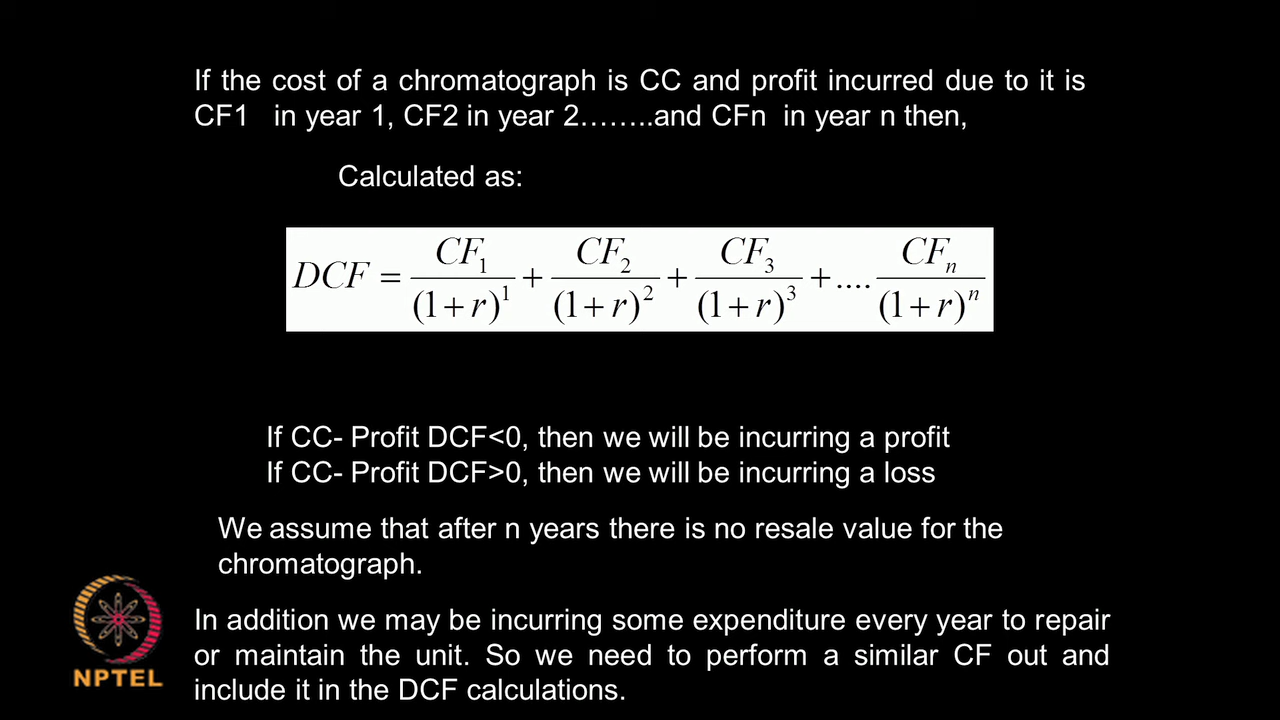 If the cost of a chromatograph is CC and profit incurred due to it is
CF1 in year 1, CF2 in year 2……..and CFn in year n then,
Calculated as:
DCF = CF₁/(1+r)¹ + CF₂/(1+r)² + CF₃/(1+r)³ + .... CFₙ/(1+r)ⁿ
If CC- Profit DCF<0, then we will be incurring a profit
If CC- Profit DCF>0, then we will be incurring a loss
We assume that after n years there is no resale value for the
chromatograph.
In addition we may be incurring some expenditure every year to repair
or maintain the unit. So we need to perform a similar CF out and
include it in the DCF calculations.
NPTEL